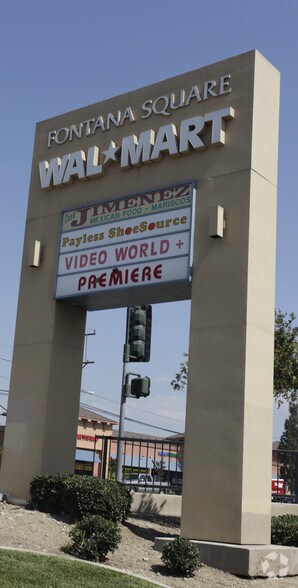 FONTANA SQUARE
WAL★MART
JIMENEZ
MEXICAN FOOD - MARISCOS
Payless ShoeSource
VIDEO WORLD +
PREMIERE